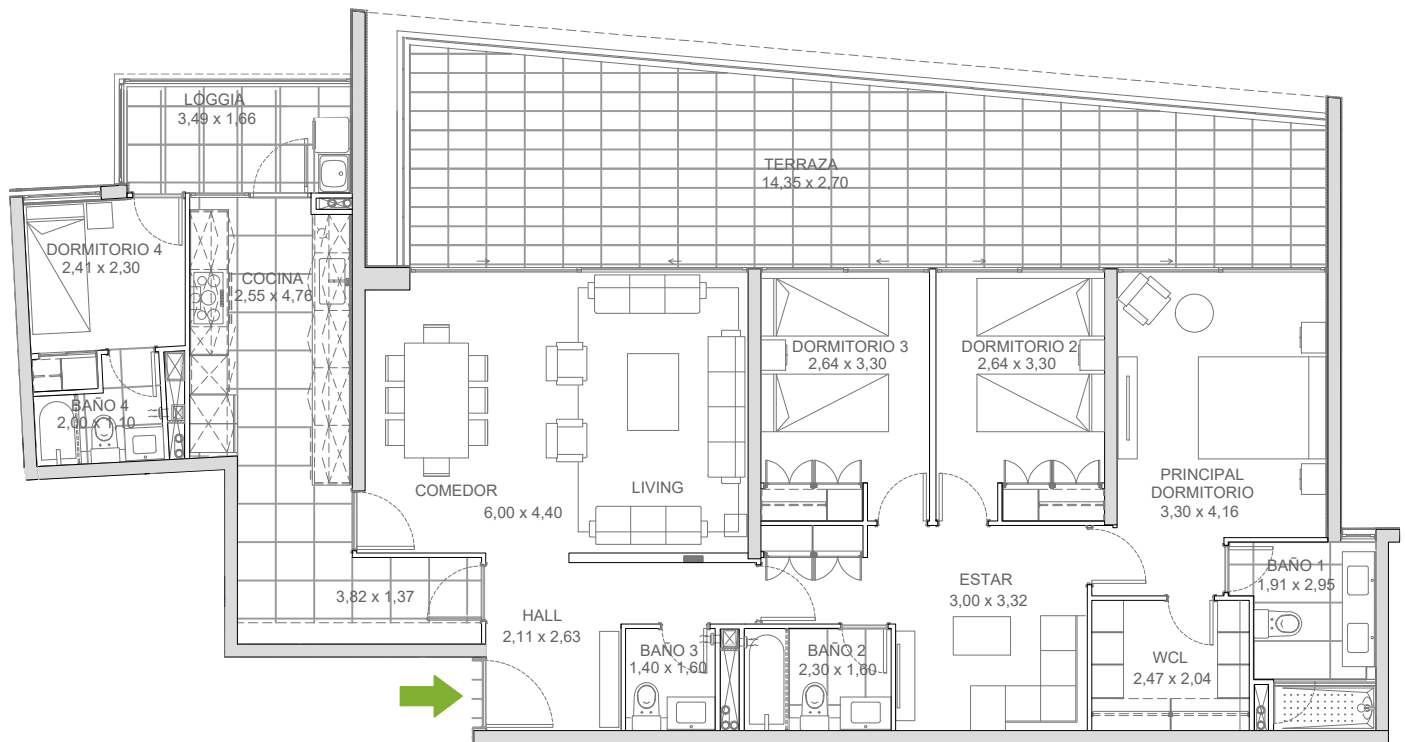 LOGGIA
3,49 x 1,66
TERRAZA
14,35 x 2,70
DORMITORIO 4
2,41 x 2,30
COCINA
2,55 x 4,76
DORMITORIO 3
2,64 x 3,30
DORMITORIO 2
2,64 x 3,30
BAÑO 4
2,00 x 1,10
COMEDOR
LIVING
6,00 x 4,40
PRINCIPAL
DORMITORIO
3,30 x 4,16
3,82 x 1,37
HALL
2,11 x 2,63
ESTAR
3,00 x 3,32
BAÑO 1
1,91 x 2,95
BAÑO 3
1,40 x 1,60
BAÑO 2
2,30 x 1,60
WCL
2,47 x 2,04